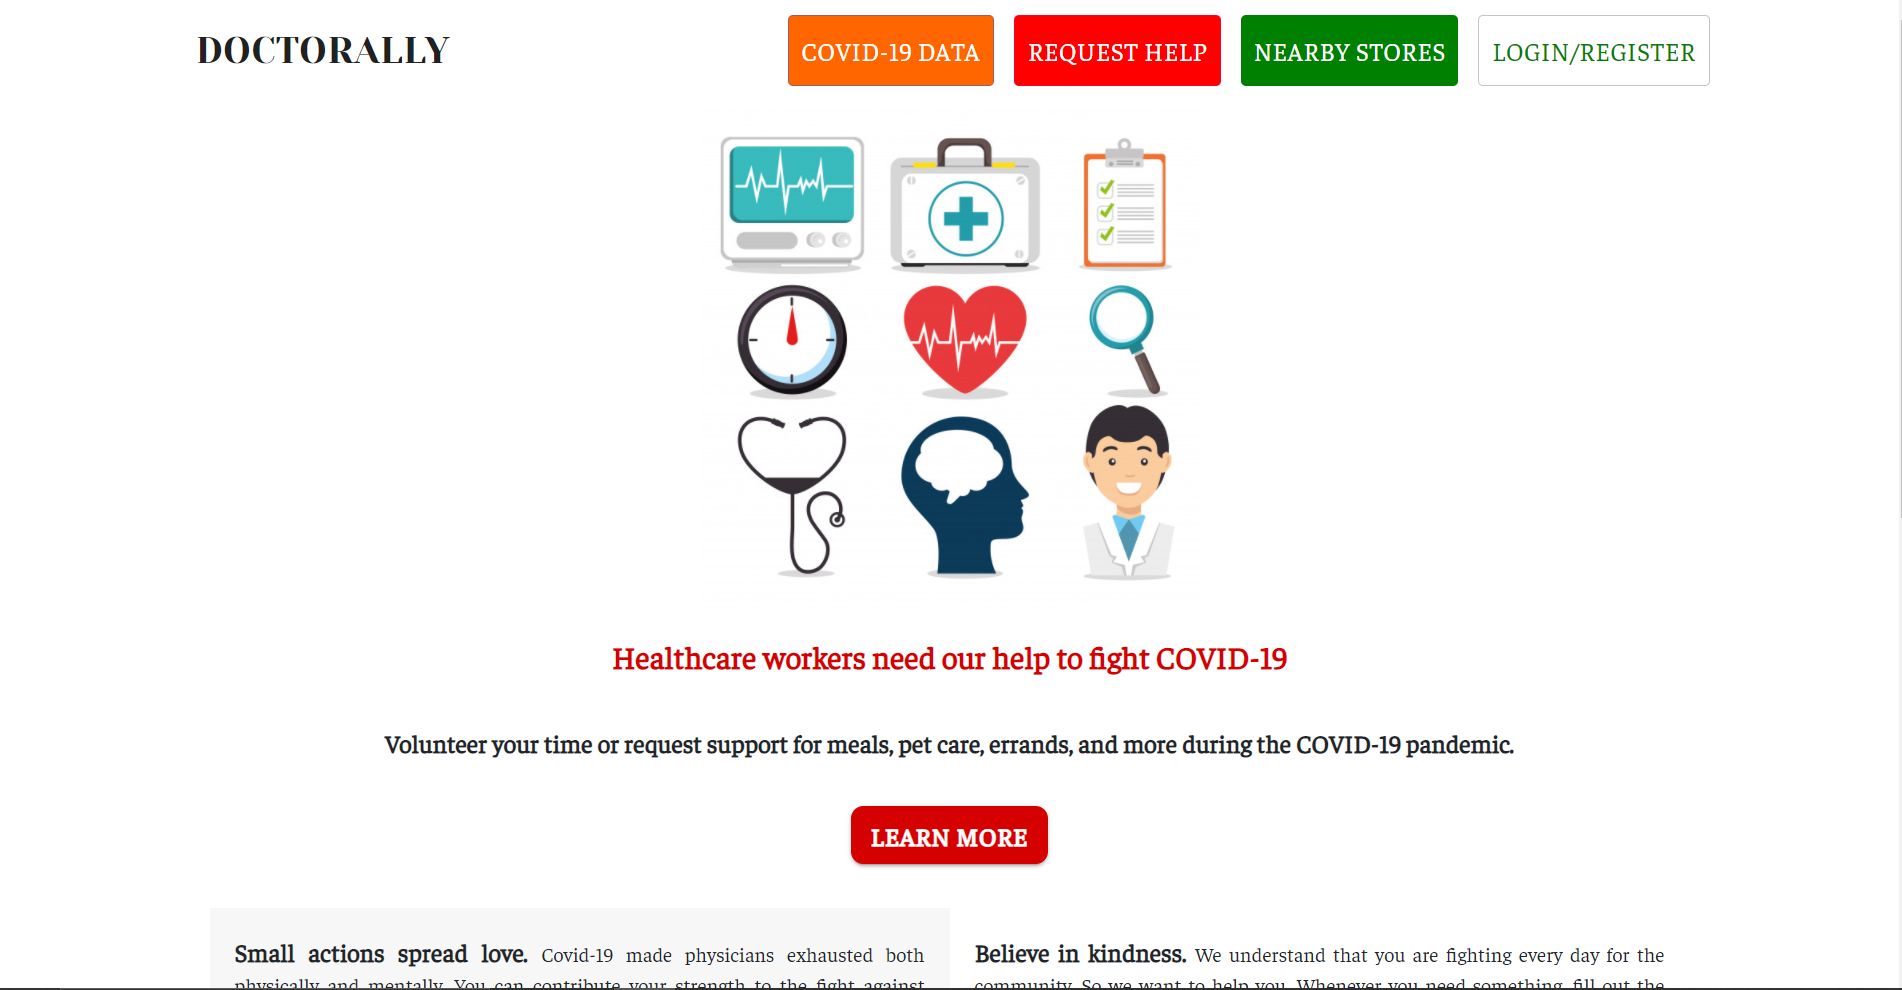 DOCTORALLY
COVID-19 DATA
REQUEST HELP
NEARBY STORES
LOGIN/REGISTER
Healthcare workers need our help to fight COVID-19
Volunteer your time or request support for meals, pet care, errands, and more during the COVID-19 pandemic.
LEARN MORE
Small actions spread love. Covid-19 made physicians exhausted both
physically and mentally. You can contribute your strength to the fight against
Believe in kindness. We understand that you are fighting every day for the
community. So we want to help you. Whenever you need something, fill out the